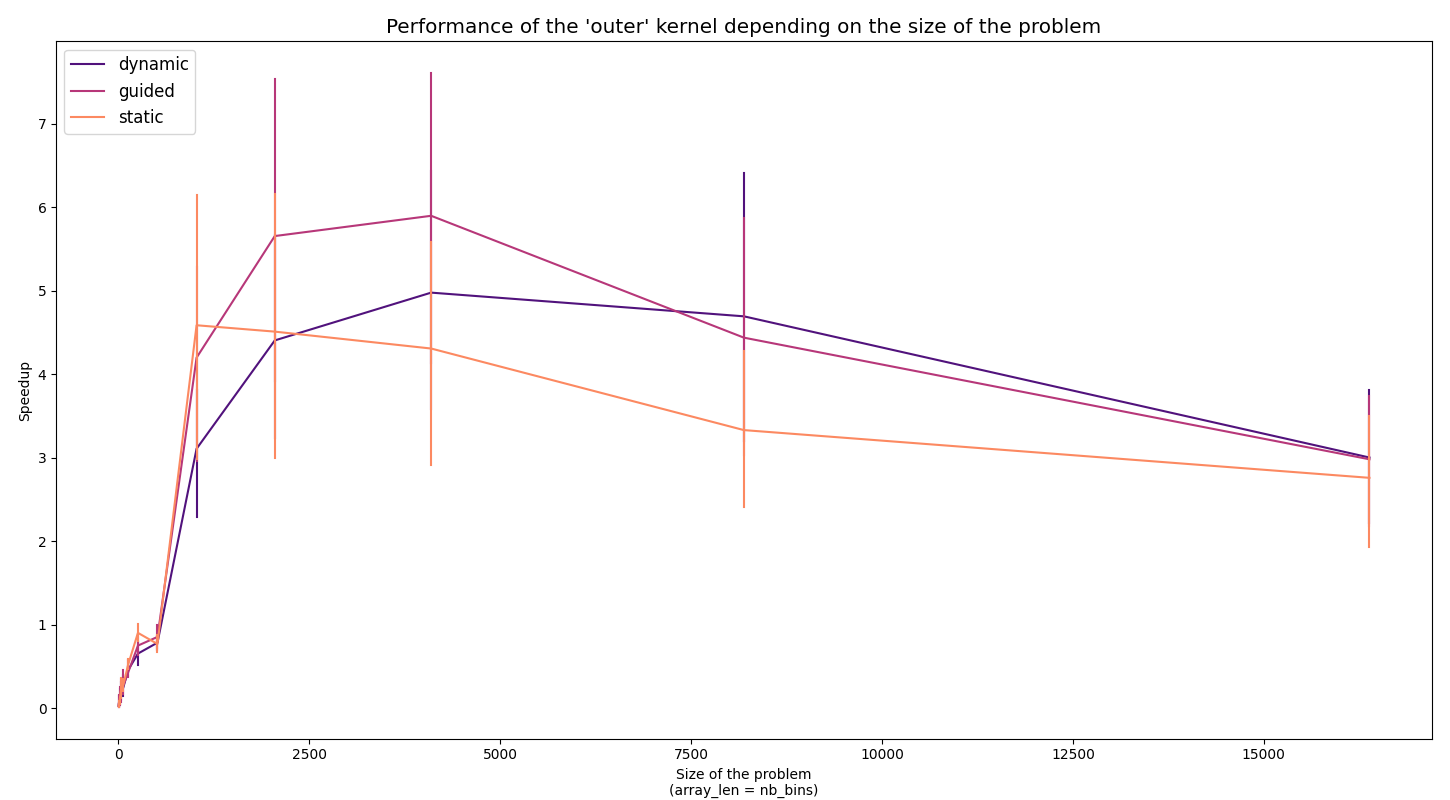 Performance of the 'outer' kernel depending on the size of the problem
dynamic
guided
static
7
6
5
4
3
2
1
0
Speedup
0 2500 5000 7500 10000 12500 15000
Size of the problem
(array_len = nb_bins)